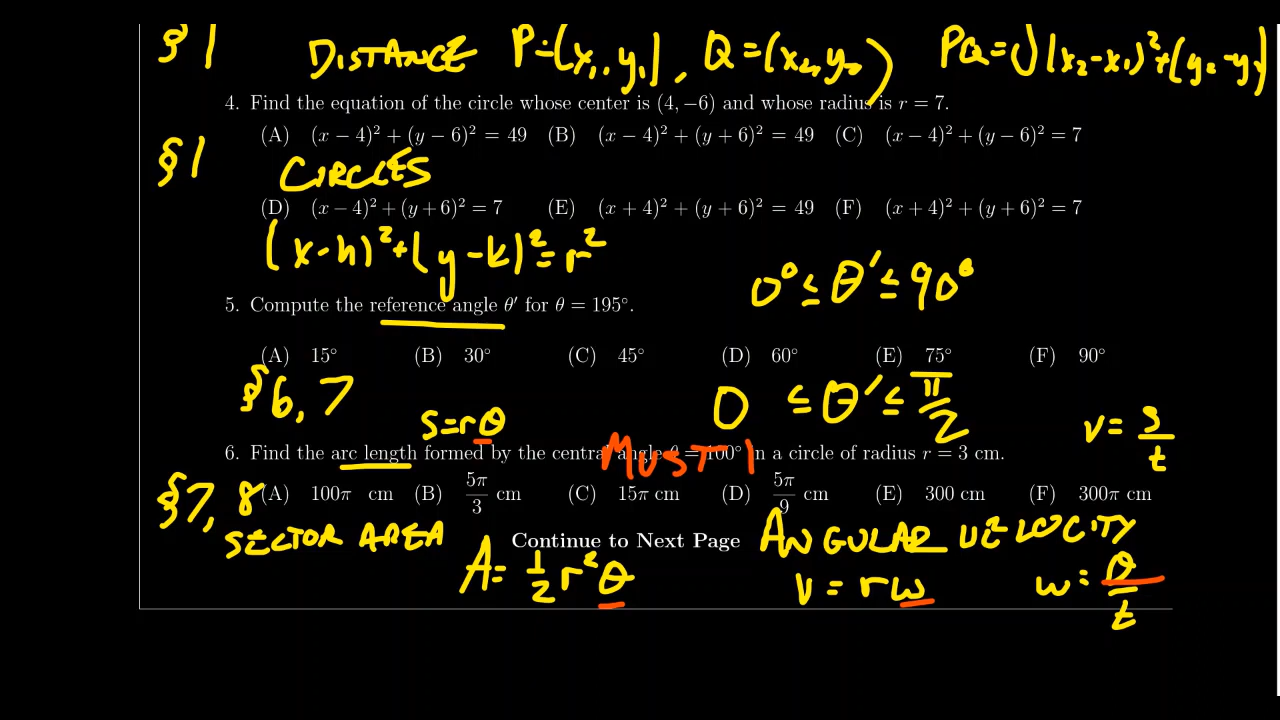 §1 DISTANCE P=(x₁, y₁), Q=(x₂, y₂) PQ=√(x₂-x₁)²+(y₂-y₁)
4. Find the equation of the circle whose center is (4, −6) and whose radius is r = 7.
(A) (x − 4)² + (y − 6)² = 49 (B) (x − 4)² + (y + 6)² = 49 (C) (x − 4)² + (y − 6)² = 7
§1 CIRCLES
(D) (x − 4)² + (y + 6)² = 7 (E) (x + 4)² + (y + 6)² = 49 (F) (x + 4)² + (y + 6)² = 7
(x-h)²+(y-k)²=r²
0°≤θ′≤90°
5. Compute the reference angle θ′ for θ = 195°.
(A) 15° (B) 30° (C) 45° (D) 60° (E) 75° (F) 90°
§6, 7
0 ≤θ′≤ π/2
s=rθ
v= s/t
6. Find the arc length formed by the central angle θ = 100° in a circle of radius r = 3 cm.
MUST
(A) 100π cm (B) 5π/3 cm (C) 15π cm (D) 5π/9 cm (E) 300 cm (F) 300π cm
§7, 8
SECTOR AREA
Continue to Next Page
ANGULAR VELOCITY
A= ½r²θ
v = rω
ω= θ/t